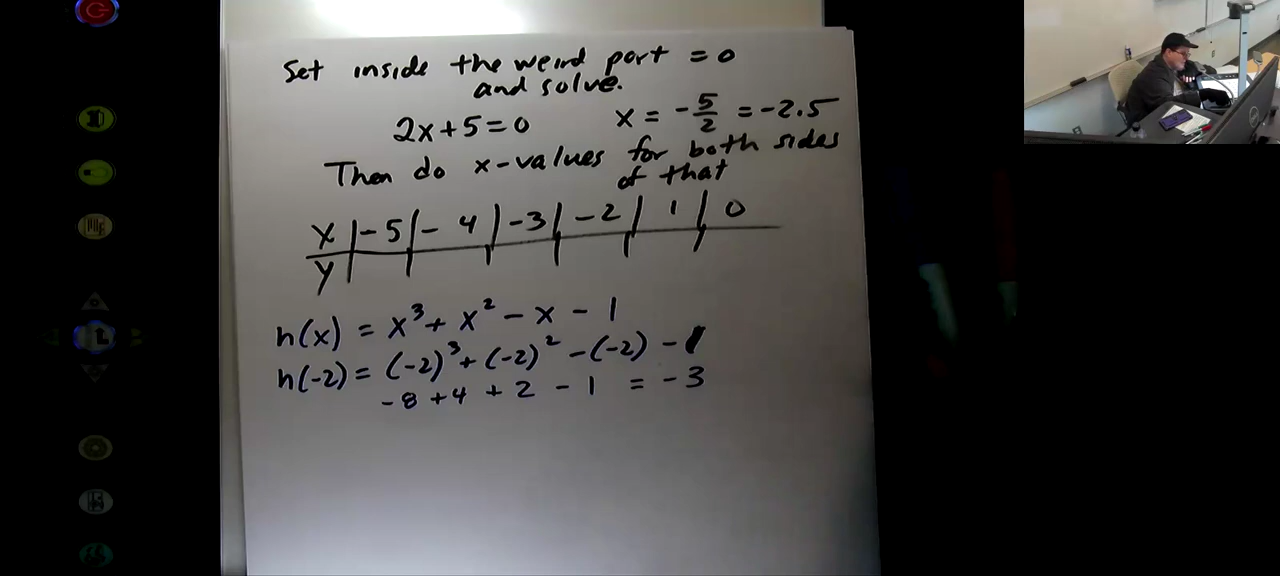 Set inside the weird part = 0
and solve.
2x+5=0 x = -5/2 = -2.5
Then do x-values for both sides
of that
x | -5 | -4 | -3 | -2 | 1 | 0
y
h(x) = x³ + x² - x - 1
h(-2) = (-2)³ + (-2)² - (-2) - 1
-8 + 4 + 2 - 1 = -3